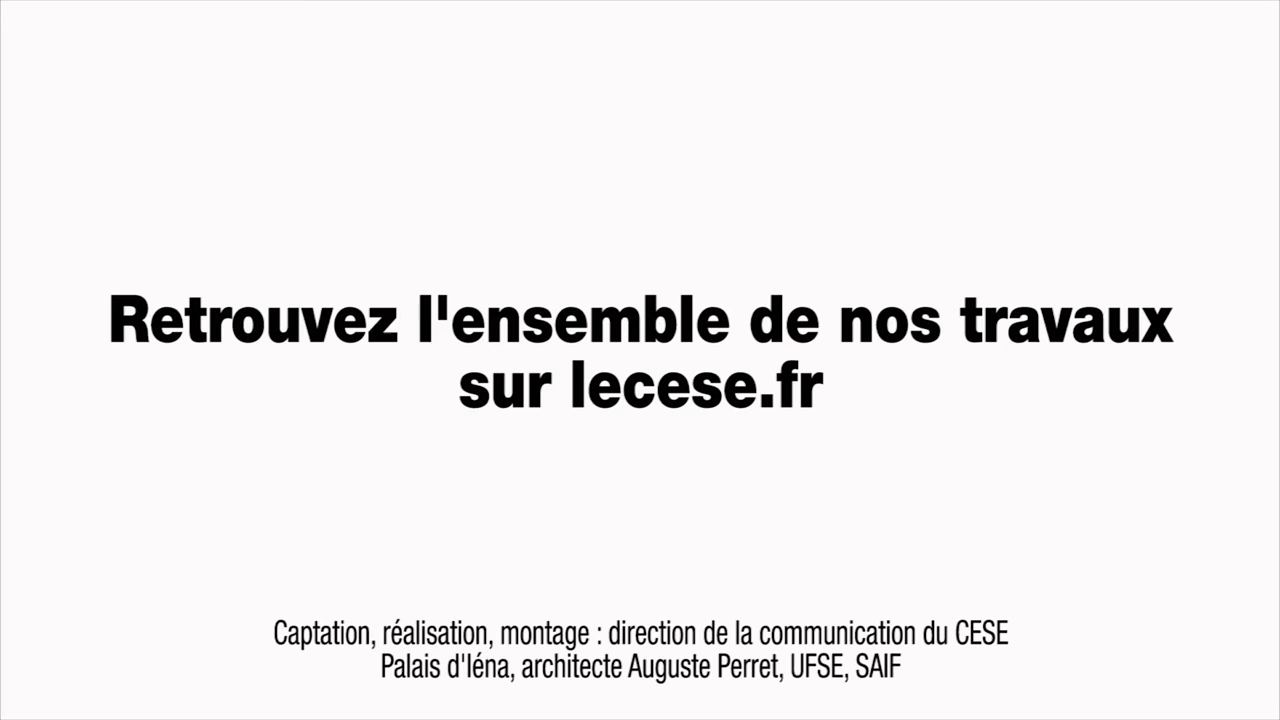 Retrouvez l'ensemble de nos travaux
sur lecese.fr
Captation, réalisation, montage : direction de la communication du CESE
Palais d'Iéna, architecte Auguste Perret, UFSE, SAIF